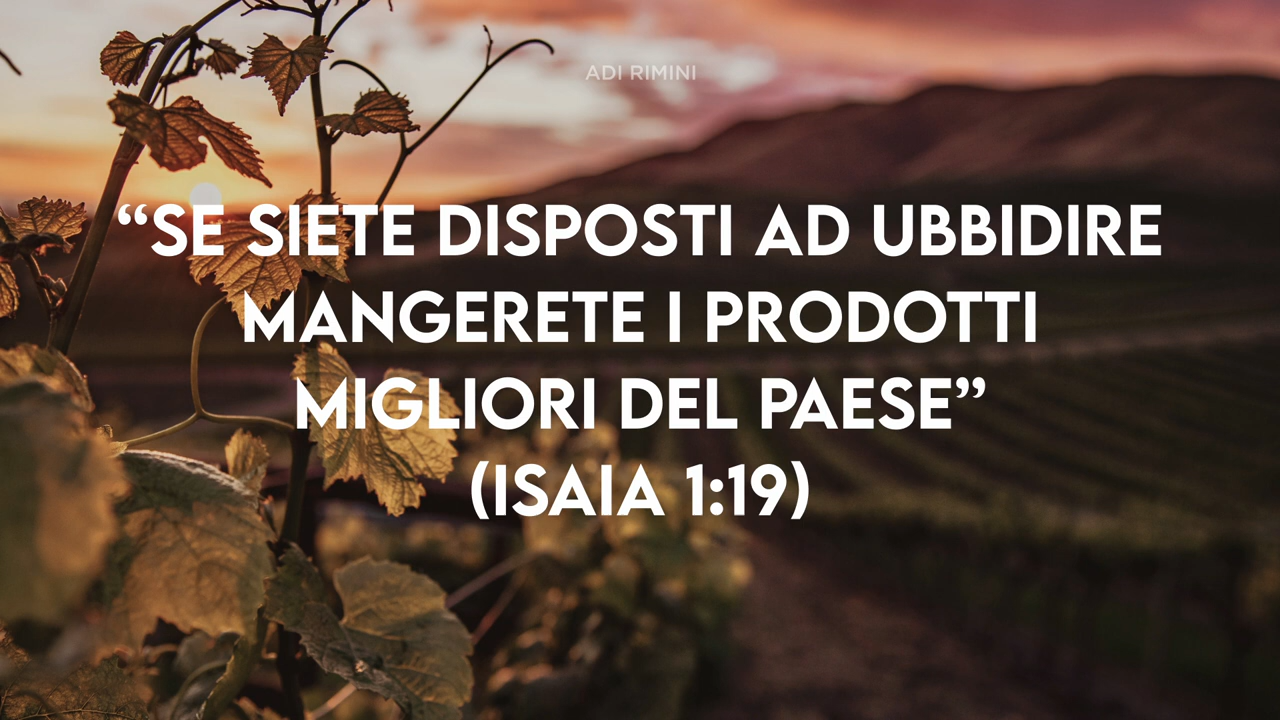 ADI RIMINI
“SE SIETE DISPOSTI AD UBBIDIRE
MANGERETE I PRODOTTI
MIGLIORI DEL PAESE”
(ISAIA 1:19)